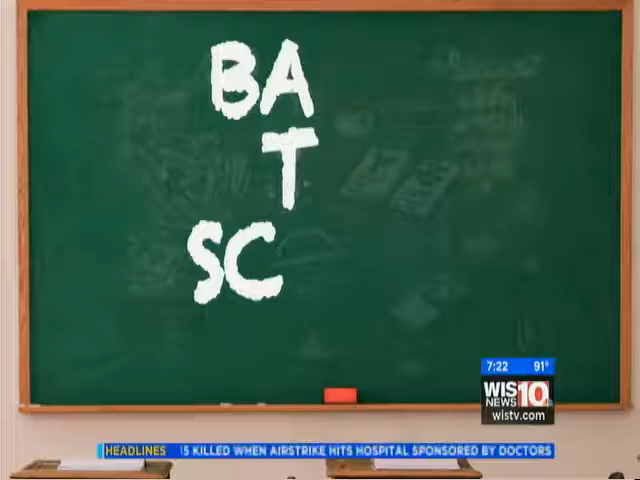 BA
T
SC
7:22 91°
WIS
NEWS 10
wistv.com
HEADLINES IS KILLED WHEN AIRSTRIKE HITS HOSPITAL SPONSORED BY DOCTORS